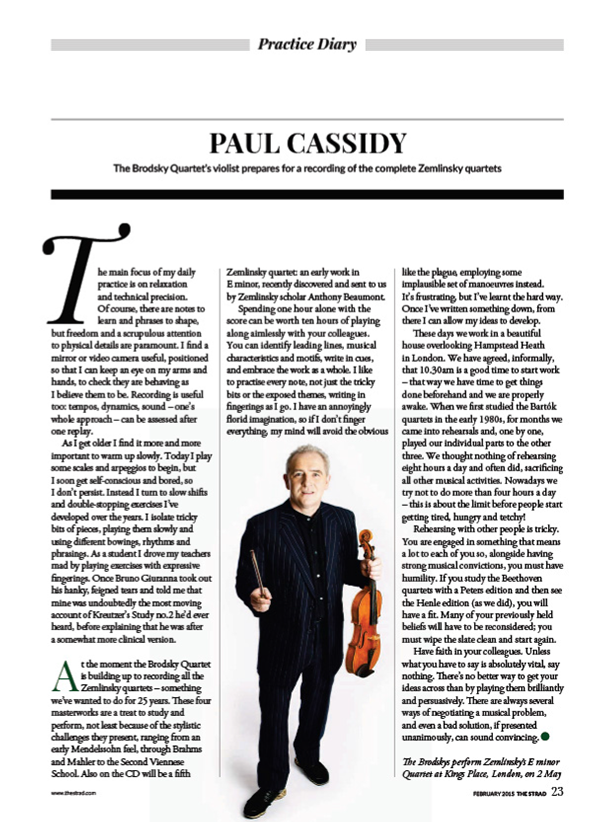 Practice Diary
PAUL CASSIDY
The Brodsky Quartet's violist prepares for a recording of the complete Zemlinsky quartets
The main focus of my daily
practice is on relaxation
and technical precision.
Of course, there are notes to
learn and phrases to shape,
but freedom and a scrupulous attention
to physical details are paramount. I find a
mirror or video camera useful, positioned
so that I can keep an eye on my arms and
hands, to check they are behaving as
I believe them to be. Recording is useful
too: tempos, dynamics, sound – one's
whole approach – can be assessed after
one replay.
As I get older I find it more and more
important to warm up slowly. Today I play
some scales and arpeggios to begin, but
I soon get self-conscious and bored, so
I don't persist. Instead I turn to slow shifts
and double-stopping exercises I've
developed over the years. I isolate tricky
bits of pieces, playing them slowly and
using different bowings, rhythms and
phrasings. As a student I drove my teachers
mad by playing exercises with expressive
fingerings. Once Bruno Giuranna took out
his hanky, feigned tears and told me that
mine was undoubtedly the most moving
account of Kreutzer's Study no.2 he'd ever
heard, before explaining that he was after
a somewhat more clinical version.
At the moment the Brodsky Quartet
is building up to recording all the
Zemlinsky quartets – something
we've wanted to do for 25 years. These four
masterworks are a treat to study and
perform, not least because of the stylistic
challenges they present, ranging from an
early Mendelssohn feel, through Brahms
and Mahler to the Second Viennese
School. Also on the CD will be a fifth
Zemlinsky quartet: an early work in
E minor, recently discovered and sent to us
by Zemlinsky scholar Anthony Beaumont.
Spending one hour alone with the
score can be worth ten hours of playing
along aimlessly with your colleagues.
You can identify leading lines, musical
characteristics and motifs, write in cues,
and embrace the work as a whole. I like
to practise every note, not just the tricky
bits or the exposed themes, writing in
fingerings as I go. I have an annoyingly
florid imagination, so if I don't finger
everything, my mind will avoid the obvious
like the plague, employing some
implausible set of manoeuvres instead.
It's frustrating, but I've learnt the hard way.
Once I've written something down, from
there I can allow my ideas to develop.
These days we work in a beautiful
house overlooking Hampstead Heath
in London. We have agreed, informally,
that 10.30am is a good time to start work
– that way we have time to get things
done beforehand and we are properly
awake. When we first studied the Bartók
quartets in the early 1980s, for months we
came into rehearsals and, one by one,
played our individual parts to the other
three. We thought nothing of rehearsing
eight hours a day and often did, sacrificing
all other musical activities. Nowadays we
try not to do more than four hours a day
– this is about the limit before people start
getting tired, hungry and tetchy!
Rehearsing with other people is tricky.
You are engaged in something that means
a lot to each of you so, alongside having
strong musical convictions, you must have
humility. If you study the Beethoven
quartets with a Peters edition and then see
the Henle edition (as we did), you will
have a fit. Many of your previously held
beliefs will have to be reconsidered; you
must wipe the slate clean and start again.
Have faith in your colleagues. Unless
what you have to say is absolutely vital, say
nothing. There's no better way to get your
ideas across than by playing them brilliantly
and persuasively. There are always several
ways of negotiating a musical problem,
and even a bad solution, if presented
unanimously, can sound convincing.
The Brodskys perform Zemlinsky's E minor
Quartet at Kings Place, London, on 2 May
www.thestrad.com
FEBRUARY 2015 THE STRAD 23